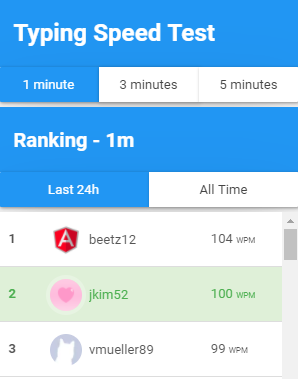 Typing Speed Test
1 minute 3 minutes 5 minutes
Ranking - 1m
Last 24h All Time
1 beetz12 104 WPM
2 jkim52 100 WPM
3 vmueller89 99 WPM